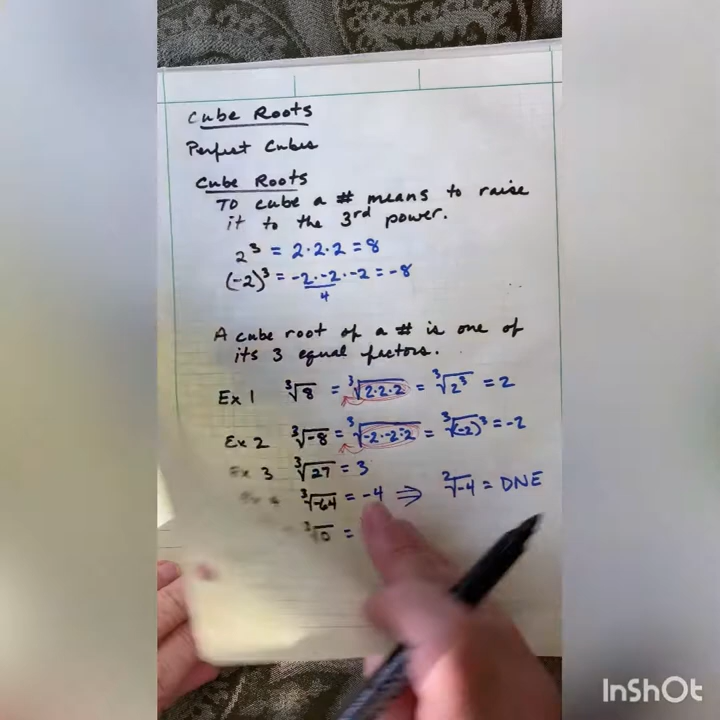 Cube Roots
Perfect Cubes
Cube Roots
To cube a # means to raise
it to the 3rd power.
2³ = 2·2·2 = 8
(-2)³ = -2·-2·-2 = -8
4
A cube root of a # is one of
its 3 equal factors.
Ex 1 ∛8 = ∛2·2·2 = ∛2³ = 2
Ex 2 ∛-8 = ∛-2·-2·-2 = ∛(-2)³ = -2
Ex 3 ∛27 = 3
Ex 4 ∛-64 = -4 ⇒ ²√-4 = DNE
∛0 =
InShOt